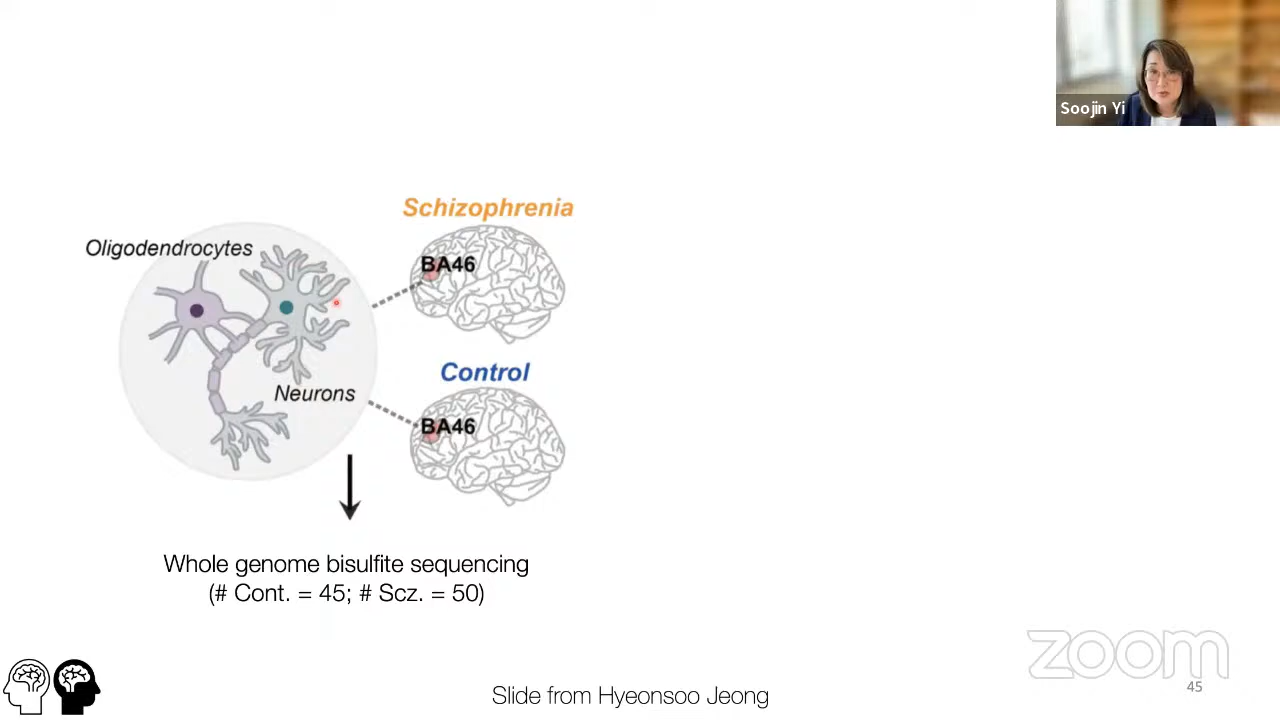 Soojin Yi
Schizophrenia
Oligodendrocytes
BA46
Control
Neurons
BA46
Whole genome bisulfite sequencing
(# Cont. = 45; # Scz. = 50)
zoom
45
Slide from Hyeonsoo Jeong